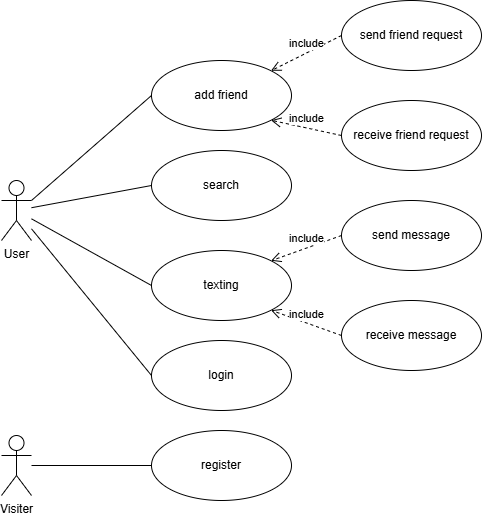 send friend request
include
add friend
include
receive friend request
search
User
send message
include
texting
include
receive message
login
register
Visiter